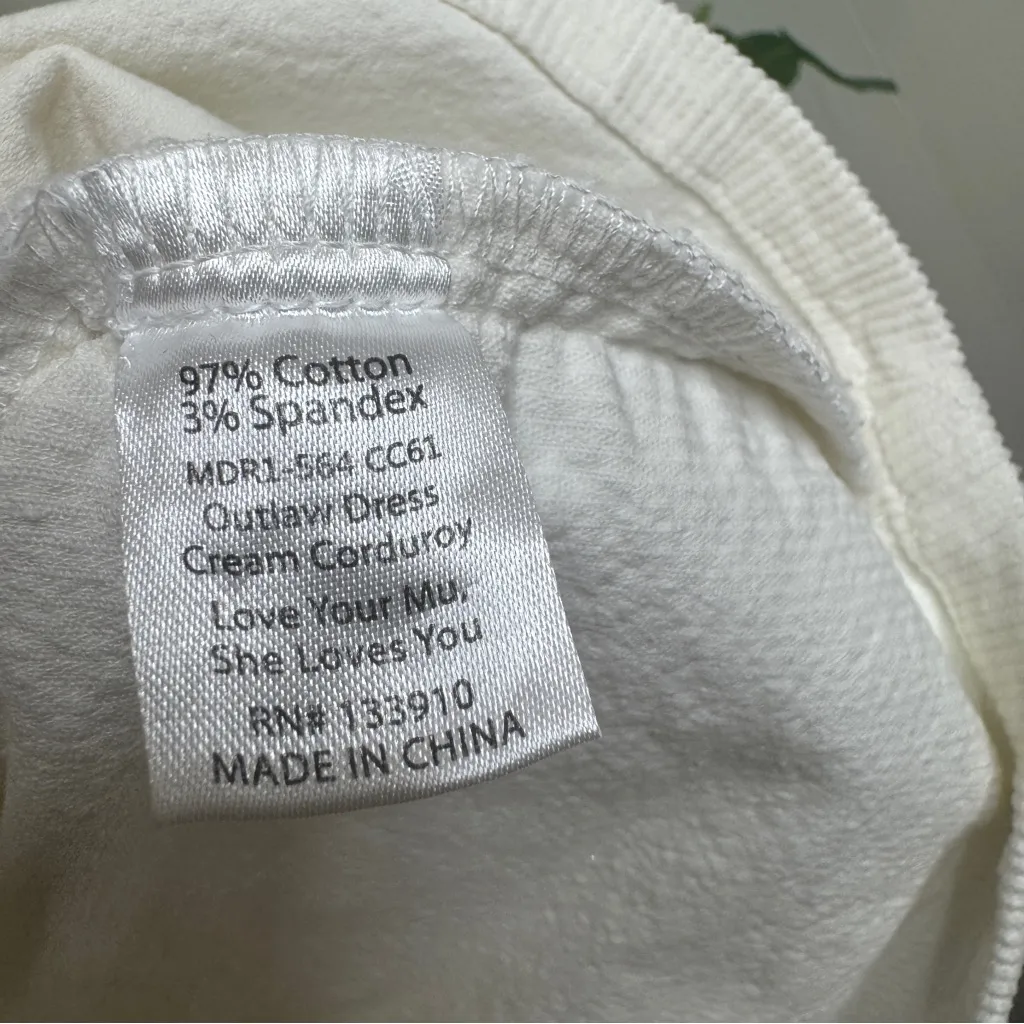 97% Cotton
3% Spandex
MDR1-564 CC61
Outlaw Dress
Cream Corduroy
Love Your Mu,
She Loves You
RN# 133910
MADE IN CHINA